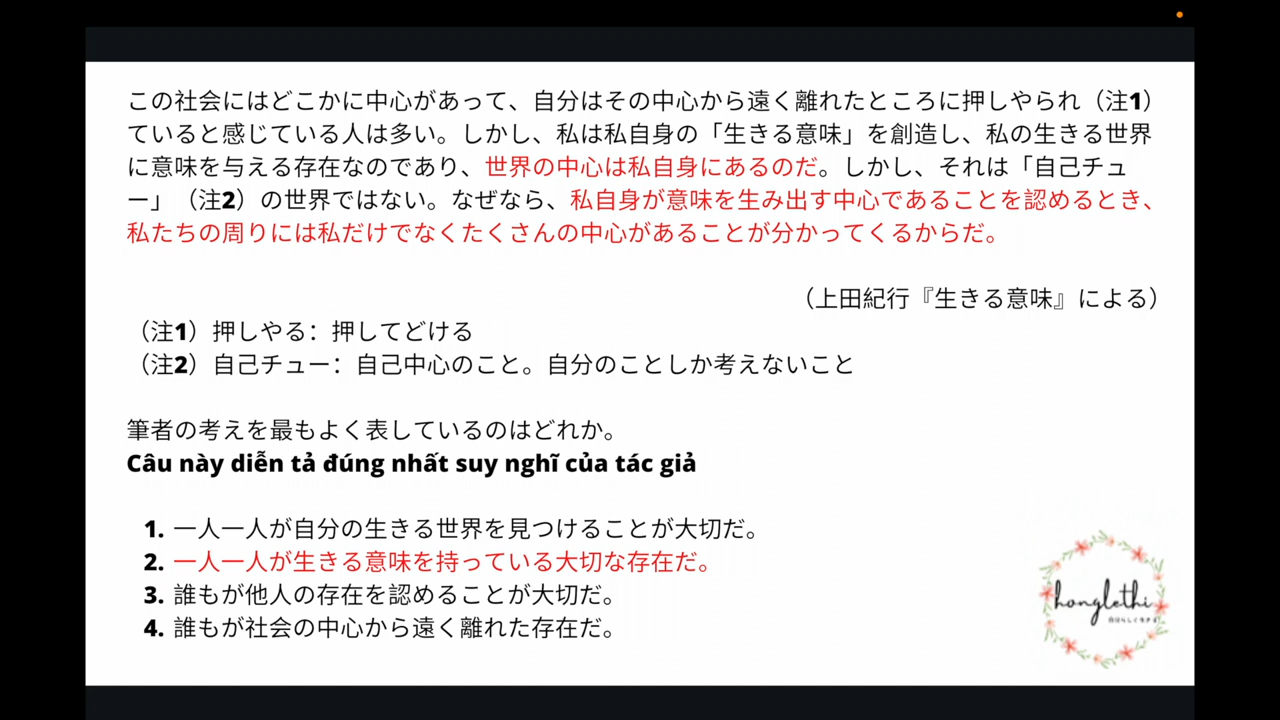 この社会にはどこかに中心があって、自分はその中心から遠く離れたところに押しやられ（注1）
ていると感じている人は多い。しかし、私は私自身の「生きる意味」を創造し、私の生きる世界
に意味を与える存在なのであり、世界の中心は私自身にあるのだ。しかし、それは「自己チュ
ー」（注2）の世界ではない。なぜなら、私自身が意味を生み出す中心であることを認めるとき、
私たちの周りには私だけでなくたくさんの中心があることが分かってくるからだ。
（上田紀行『生きる意味』による）
（注1）押しやる：押してどける
（注2）自己チュー：自己中心のこと。自分のことしか考えないこと
筆者の考えを最もよく表しているのはどれか。
Câu này diễn tả đúng nhất suy nghĩ của tác giả
1. 一人一人が自分の生きる世界を見つけることが大切だ。
2. 一人一人が生きる意味を持っている大切な存在だ。
3. 誰もが他人の存在を認めることが大切だ。
4. 誰もが社会の中心から遠く離れた存在だ。
honglethi